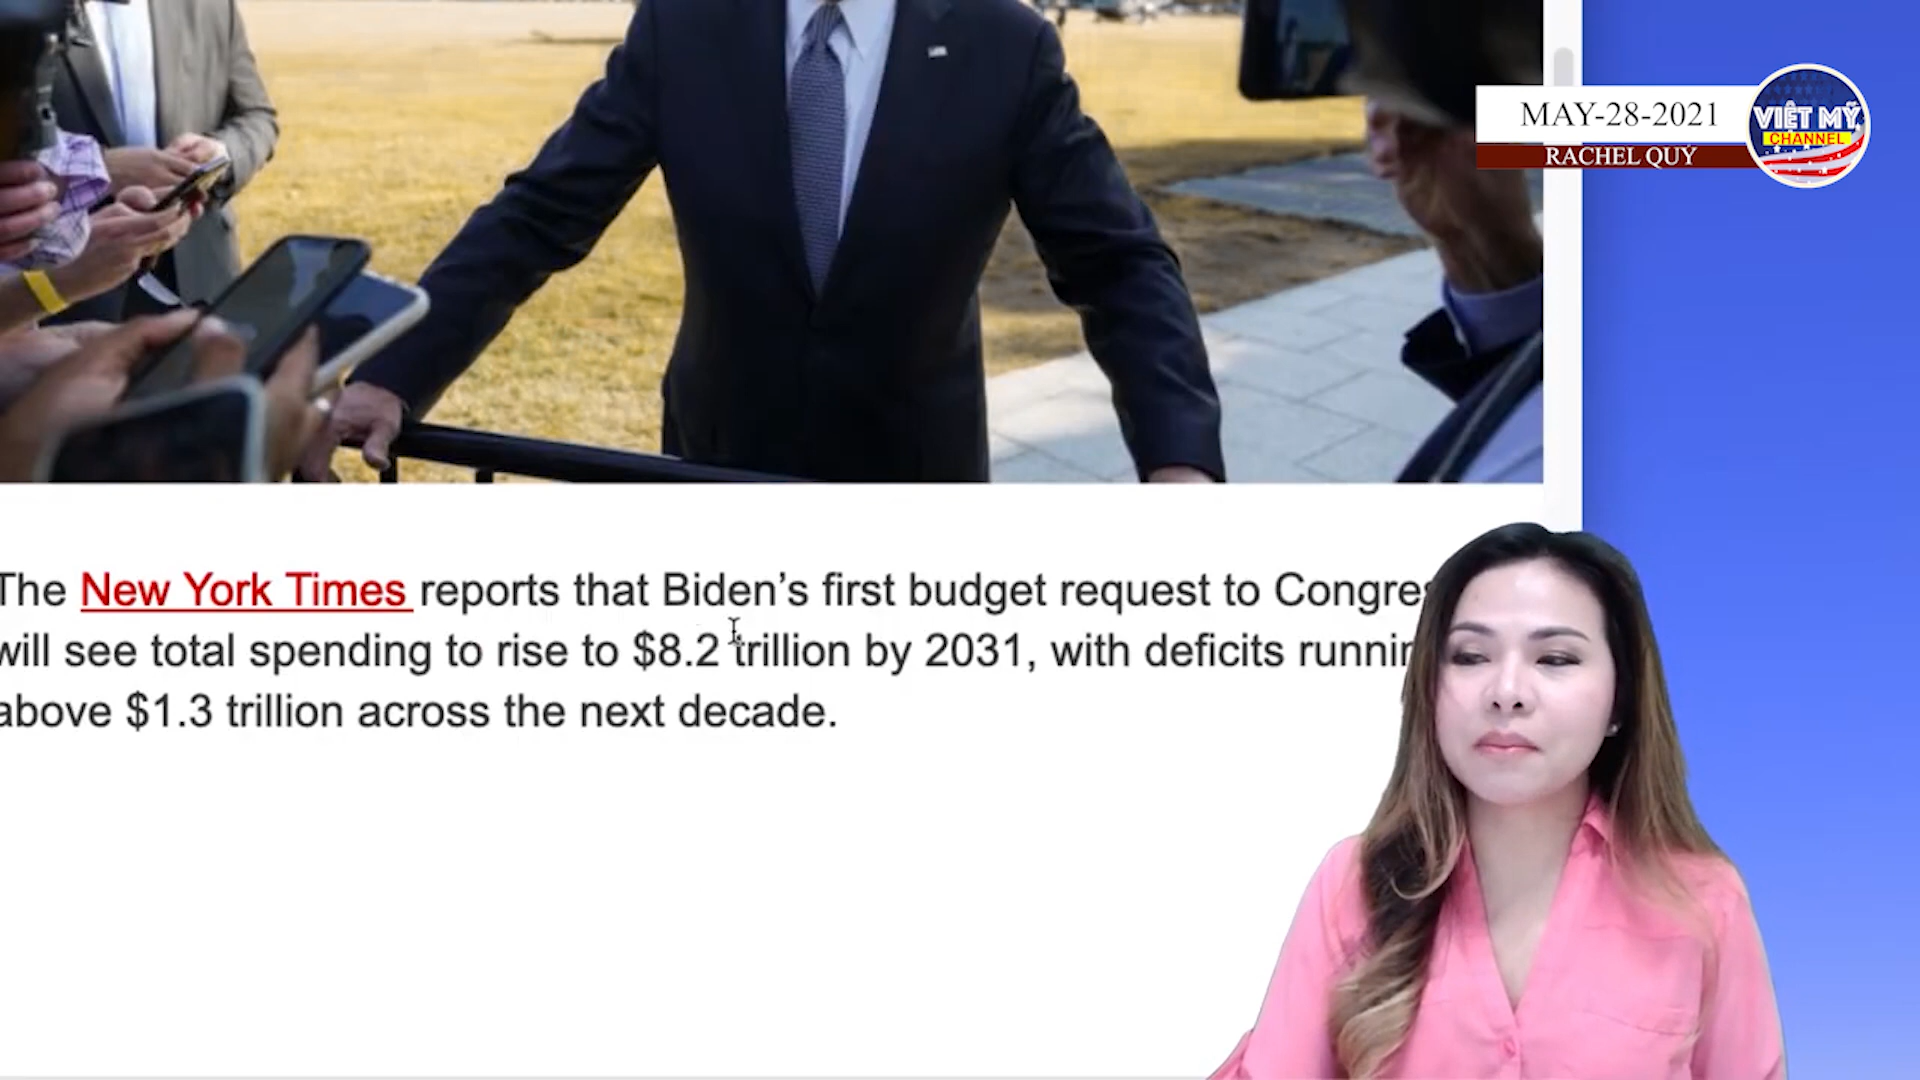 MAY-28-2021
RACHEL QUÝ
VIỆT MỸ
CHANNEL
The New York Times reports that Biden's first budget request to Congres
will see total spending to rise to $8.2 trillion by 2031, with deficits runnin
above $1.3 trillion across the next decade.